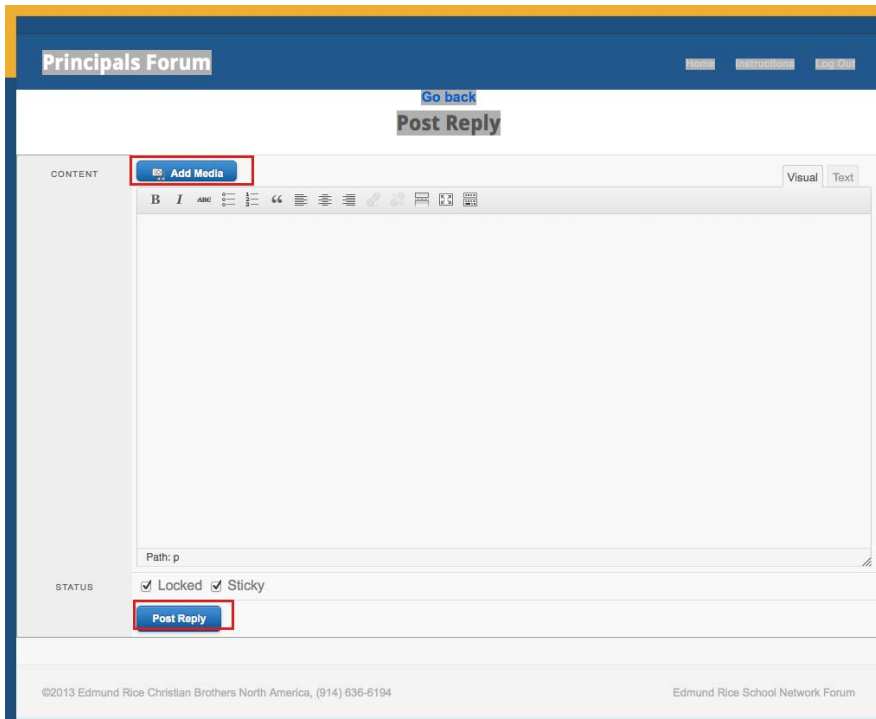 Principals Forum
Home Instructions Log Out
Go back
Post Reply
CONTENT
Add Media
Visual Text
B I ABC
Path: p
STATUS
Locked Sticky
Post Reply
©2013 Edmund Rice Christian Brothers North America, (914) 636-6194
Edmund Rice School Network Forum